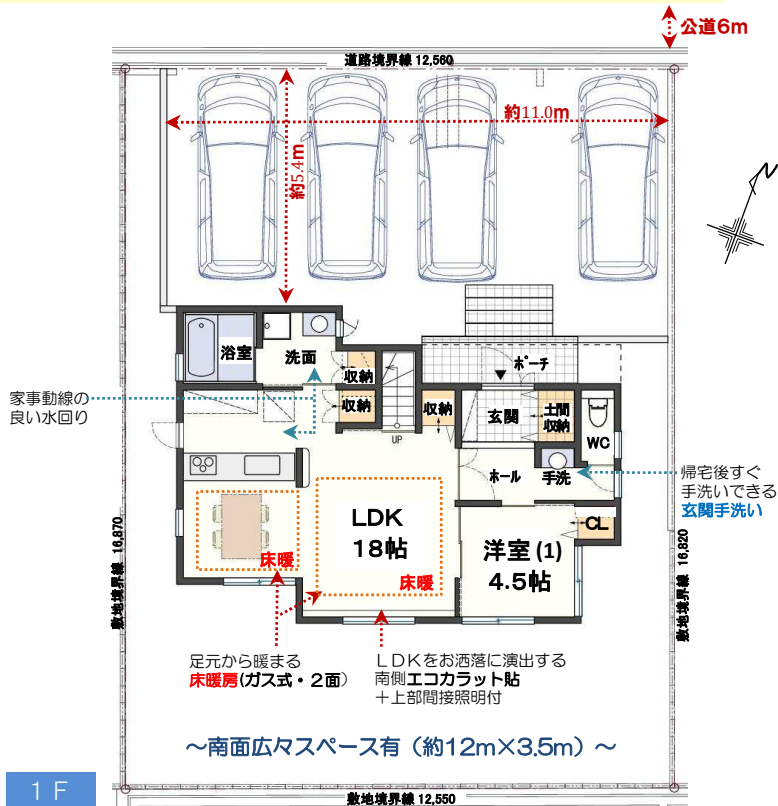 公道6m
道路境界線 12,560
約11.0m
約5.4m
N
浴室
洗面
収納
収納
収納
UP
ポーチ
玄関
土間
収納
WC
ホール
手洗
CL
家事動線の
良い水回り
帰宅後すぐ
手洗いできる
玄関手洗い
LDK
18帖
洋室(1)
4.5帖
床暖
床暖
敷地境界線 16,870
敷地境界線 16,820
足元から暖まる
床暖房(ガス式・2面)
LDKをお洒落に演出する
南側エコカラット貼
+上部間接照明付
～南面広々スペース有（約12m×3.5m）～
1F
敷地境界線 12,550